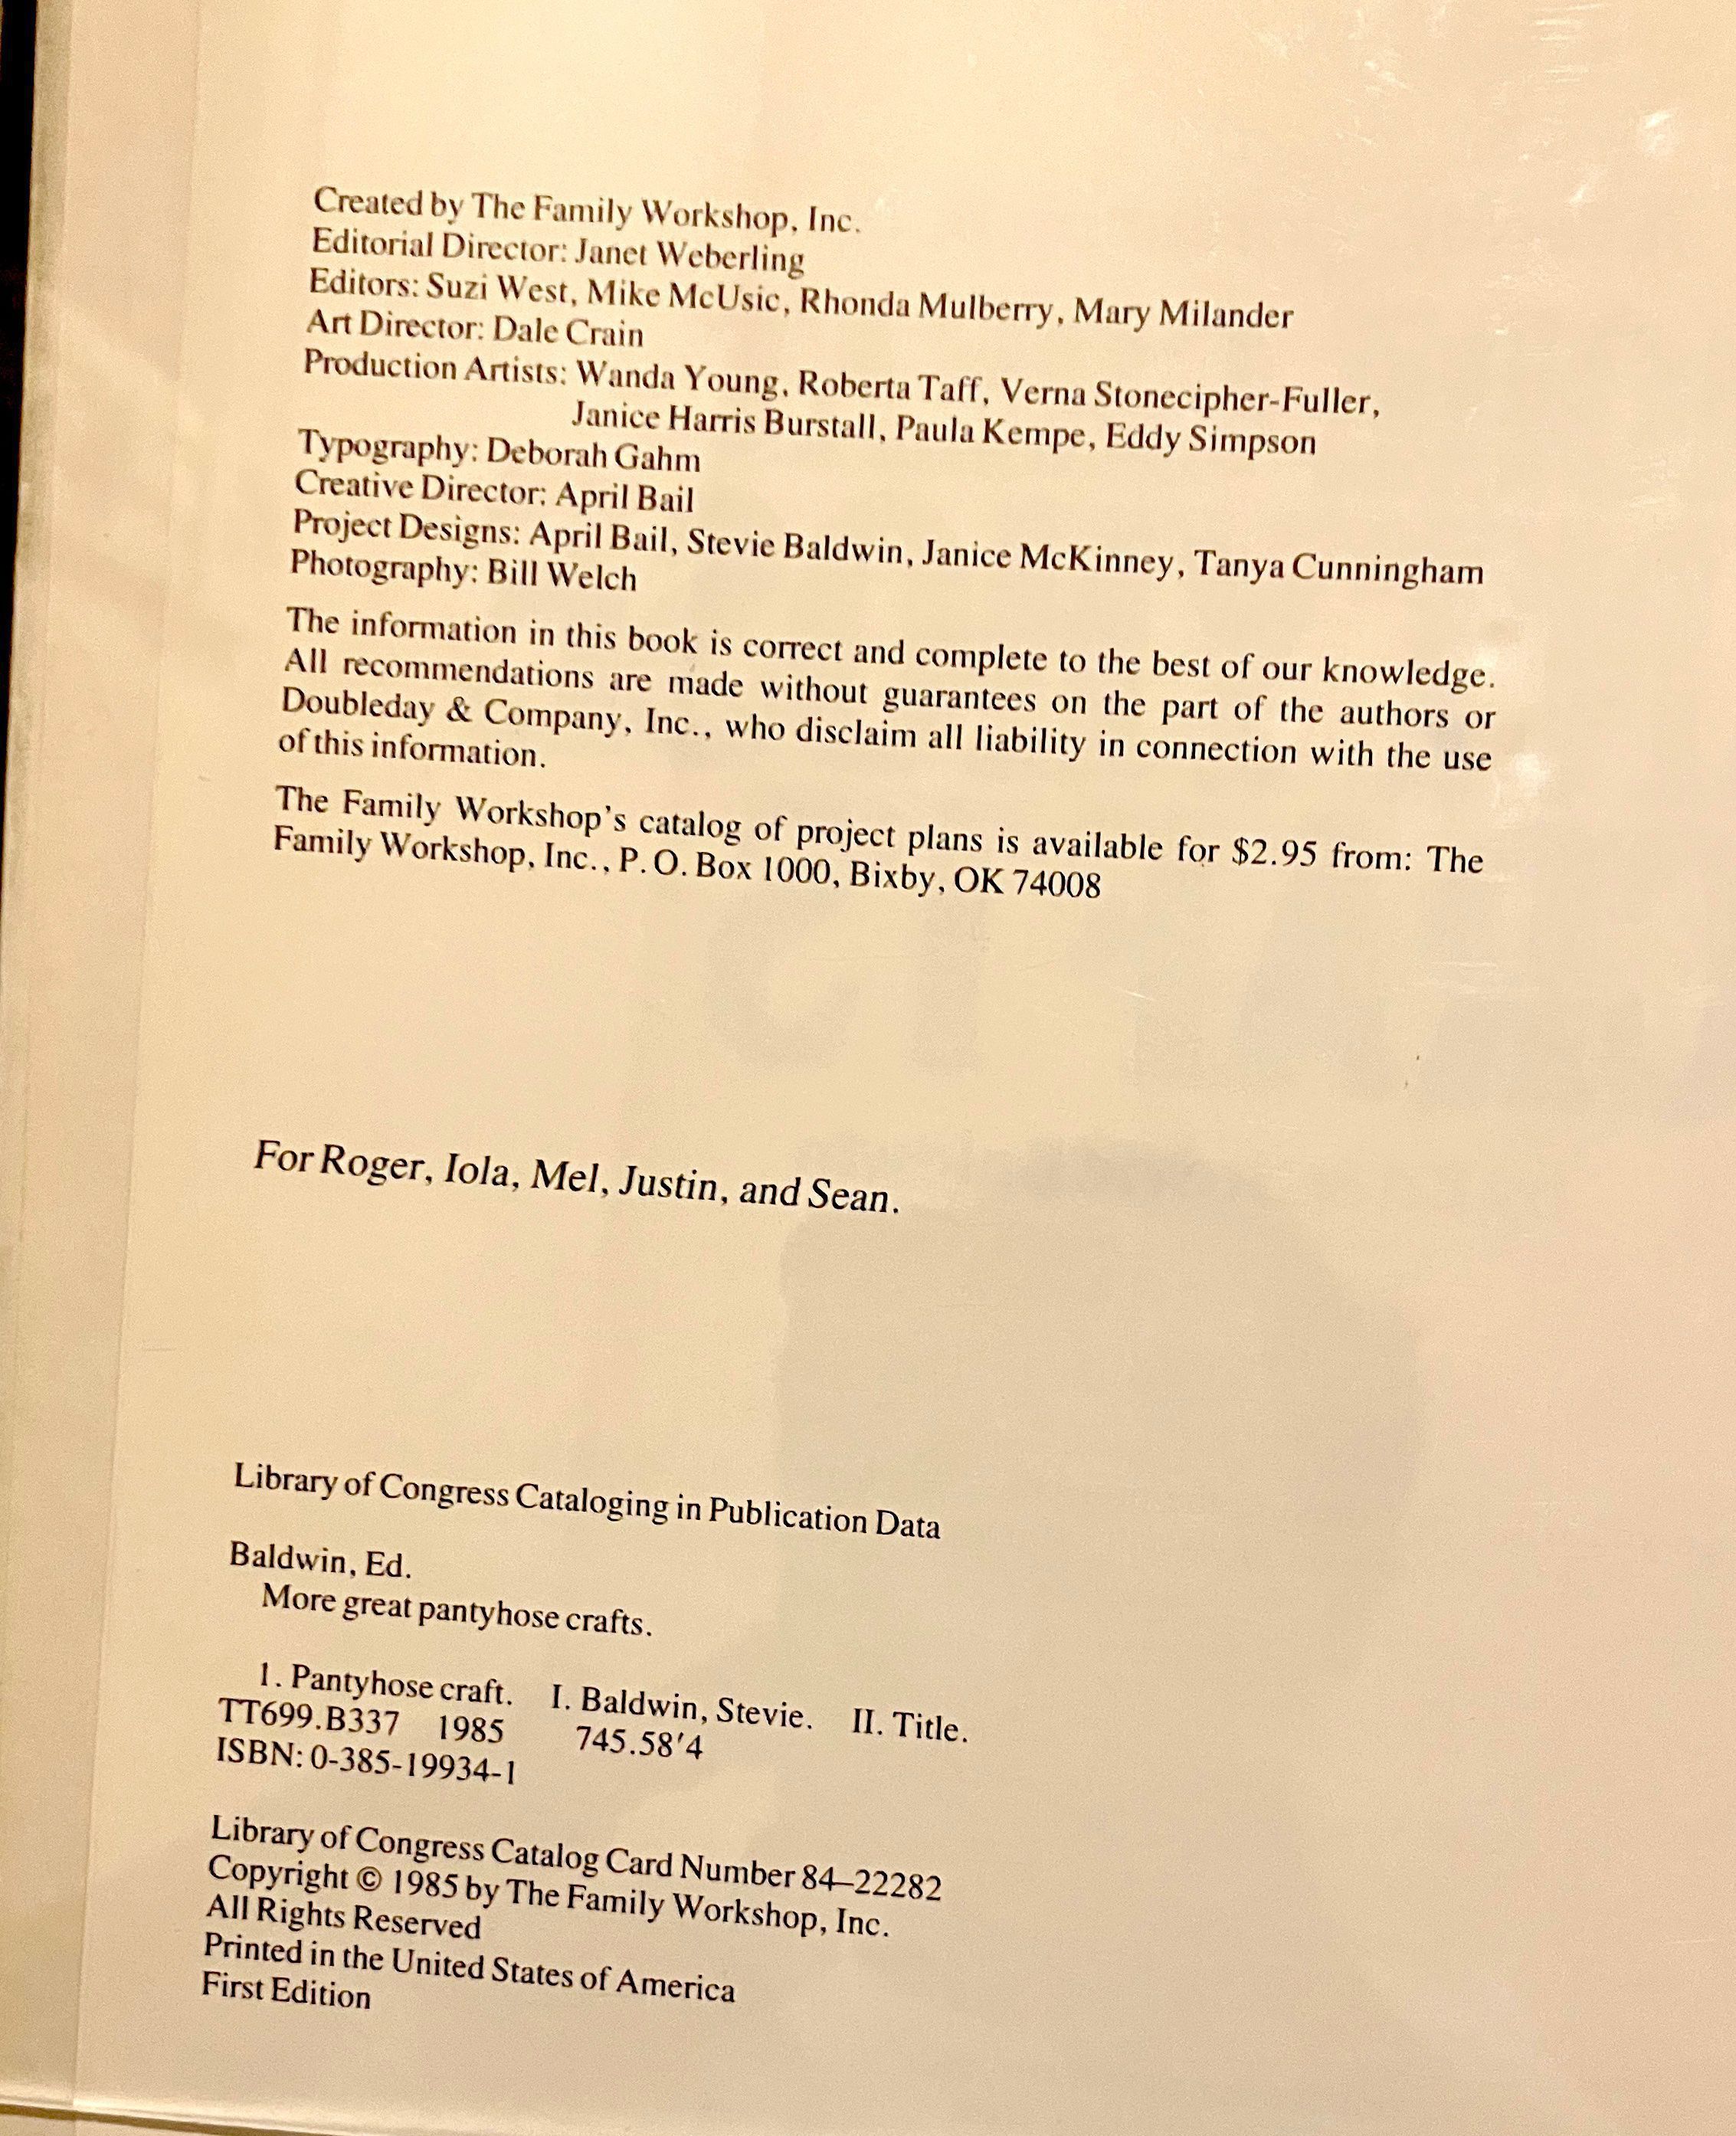 Created by The Family Workshop, Inc.
Editorial Director: Janet Weberling
Editors: Suzi West, Mike McUsic, Rhonda Mulberry, Mary Milander
Art Director: Dale Crain
Production Artists: Wanda Young, Roberta Taff, Verna Stonecipher-Fuller,
Janice Harris Burstall, Paula Kempe, Eddy Simpson
Typography: Deborah Gahm
Creative Director: April Bail
Project Designs: April Bail, Stevie Baldwin, Janice McKinney, Tanya Cunningham
Photography: Bill Welch
The information in this book is correct and complete to the best of our knowledge.
All recommendations are made without guarantees on the part of the authors or
Doubleday & Company, Inc., who disclaim all liability in connection with the use
of this information.
The Family Workshop's catalog of project plans is available for $2.95 from: The
Family Workshop, Inc., P. O. Box 1000, Bixby, OK 74008
For Roger, Iola, Mel, Justin, and Sean.
Library of Congress Cataloging in Publication Data
Baldwin, Ed.
More great pantyhose crafts.
1. Pantyhose craft. I. Baldwin, Stevie. II. Title.
TT699.B337 1985 745.58'4
ISBN: 0-385-19934-1
Library of Congress Catalog Card Number 84–22282
Copyright © 1985 by The Family Workshop, Inc.
All Rights Reserved
Printed in the United States of America
First Edition